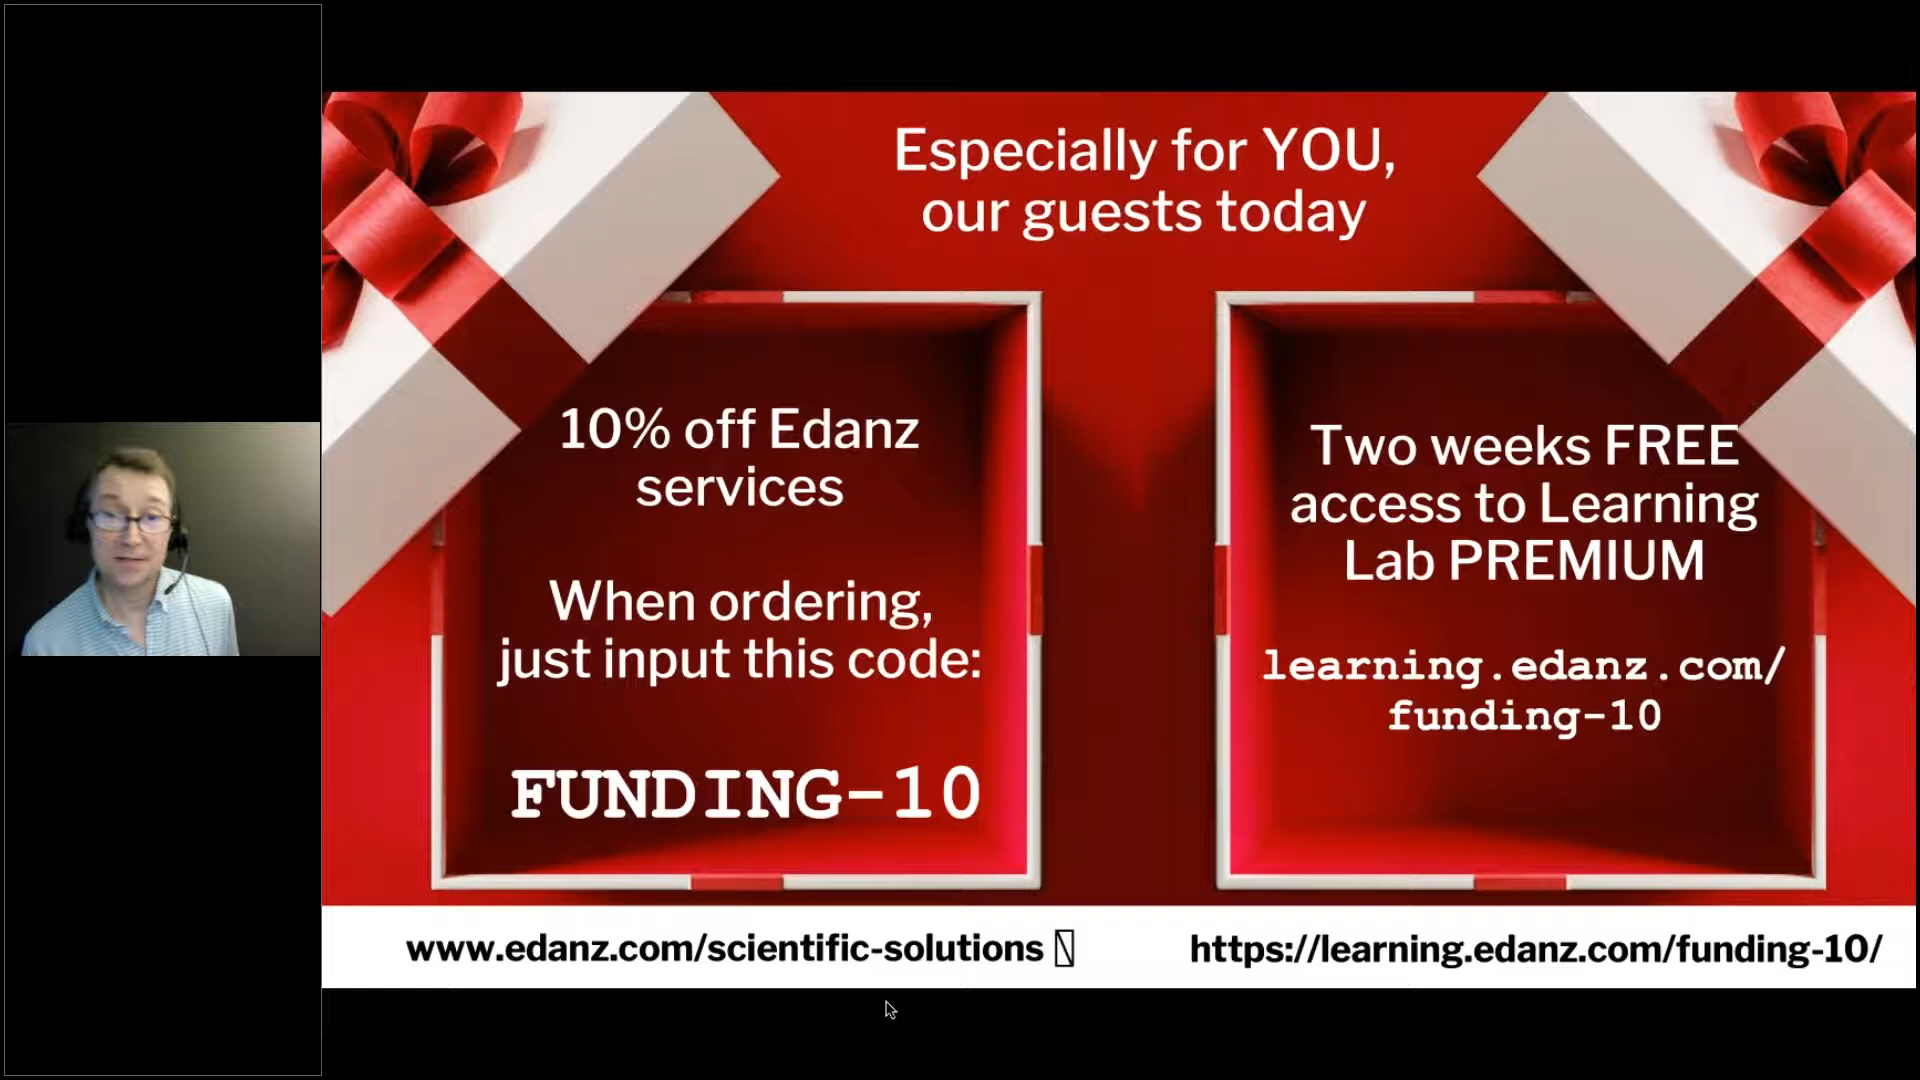 Especially for YOU,
our guests today
10% off Edanz
services
When ordering,
just input this code:
FUNDING-10
Two weeks FREE
access to Learning
Lab PREMIUM
learning.edanz.com/
funding-10
www.edanz.com/scientific-solutions
https://learning.edanz.com/funding-10/